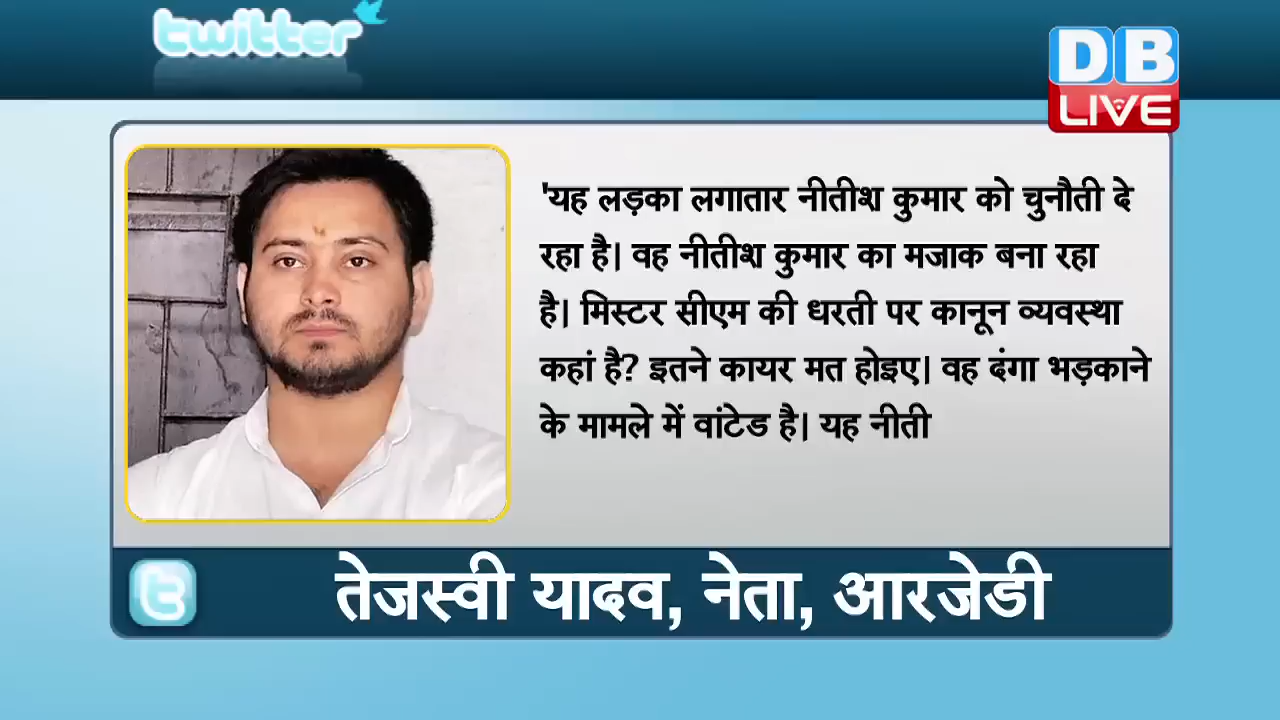 twitter
DB
LIVE
'यह लड़का लगातार नीतीश कुमार को चुनौती दे
रहा है। वह नीतीश कुमार का मजाक बना रहा
है। मिस्टर सीएम की धरती पर कानून व्यवस्था
कहां है? इतने कायर मत होइए। वह दंगा भड़काने
के मामले में वांटेड है। यह नीती
तेजस्वी यादव, नेता, आरजेडी